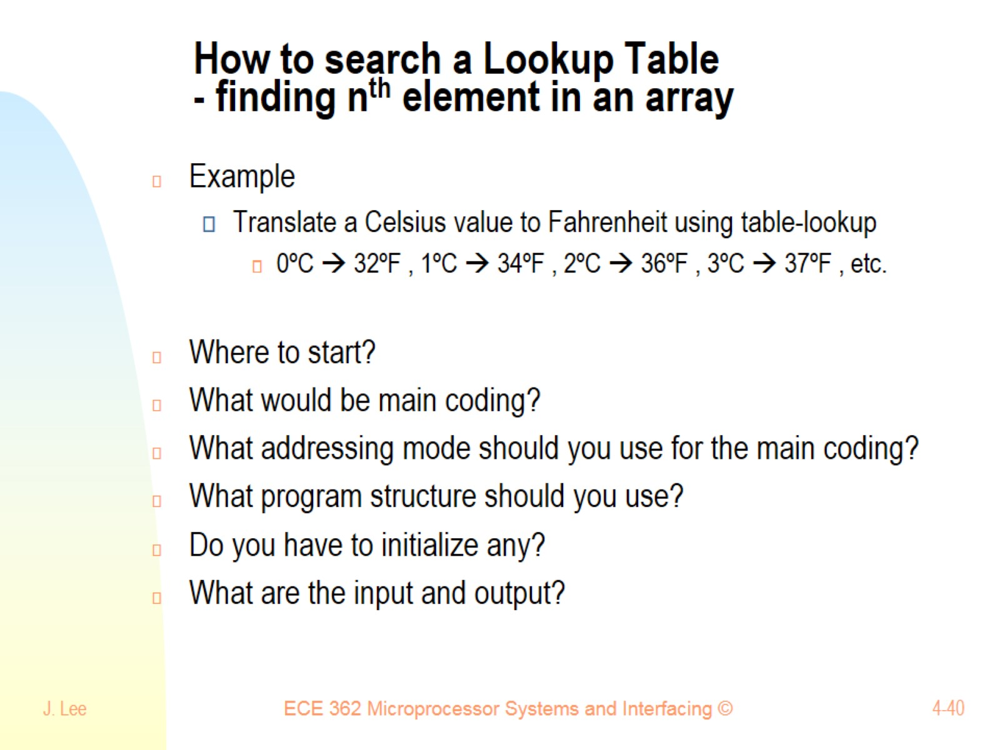 How to search a Lookup Table
- finding nth element in an array
Example
Translate a Celsius value to Fahrenheit using table-lookup
0ºC → 32ºF , 1ºC → 34ºF , 2ºC → 36ºF , 3ºC → 37ºF , etc.
Where to start?
What would be main coding?
What addressing mode should you use for the main coding?
What program structure should you use?
Do you have to initialize any?
What are the input and output?
J. Lee
ECE 362 Microprocessor Systems and Interfacing ©
4-40